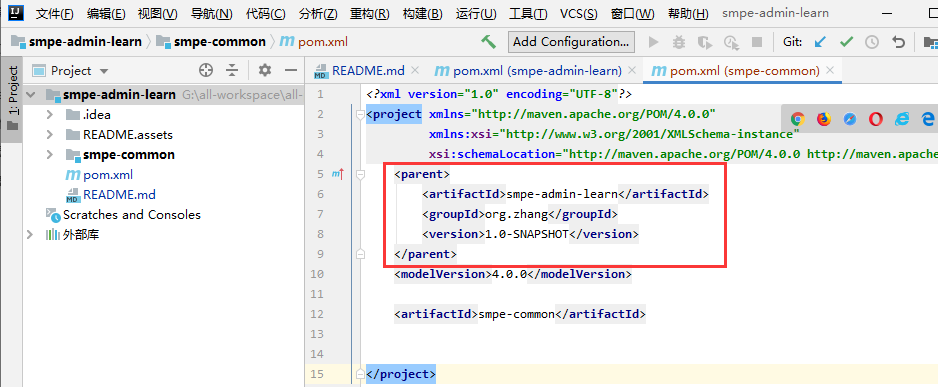 文件(F) 编辑(E) 视图(V) 导航(N) 代码(C) 分析(Z) 重构(R) 构建(B) 运行(U) 工具(T) VCS(S) 窗口(W) 帮助(H) smpe-admin-learn
smpe-admin-learn smpe-common pom.xml Add Configuration... Git:
1: Project
Project
README.md pom.xml (smpe-admin-learn) pom.xml (smpe-common)
smpe-admin-learn G:\all-workspace\all-
.idea
README.assets
smpe-common
pom.xml
README.md
Scratches and Consoles
外部库
1 <?xml version="1.0" encoding="UTF-8"?>
2 <project xmlns="http://maven.apache.org/POM/4.0.0"
3 xmlns:xsi="http://www.w3.org/2001/XMLSchema-instance"
4 xsi:schemaLocation="http://maven.apache.org/POM/4.0.0 http://maven.apache
5 <parent>
6 <artifactId>smpe-admin-learn</artifactId>
7 <groupId>org.zhang</groupId>
8 <version>1.0-SNAPSHOT</version>
9 </parent>
10 <modelVersion>4.0.0</modelVersion>
11
12 <artifactId>smpe-common</artifactId>
13
14
15 </project>